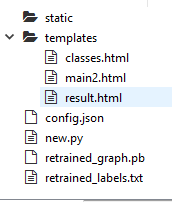 static
templates
classes.html
main2.html
result.html
config.json
new.py
retrained_graph.pb
retrained_labels.txt